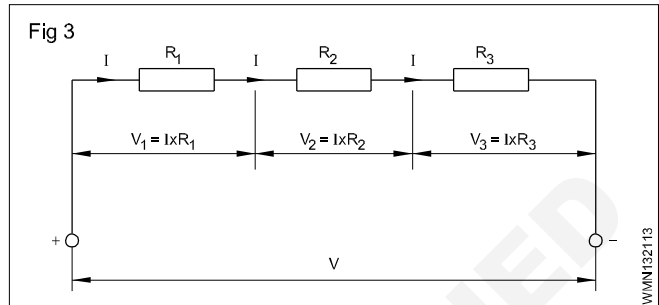 Fig 3
I R₁ I R₂ I R₃
V₁ = IxR₁ V₂ = IxR₂ V₃ = IxR₃
+ −
V
WMN132113